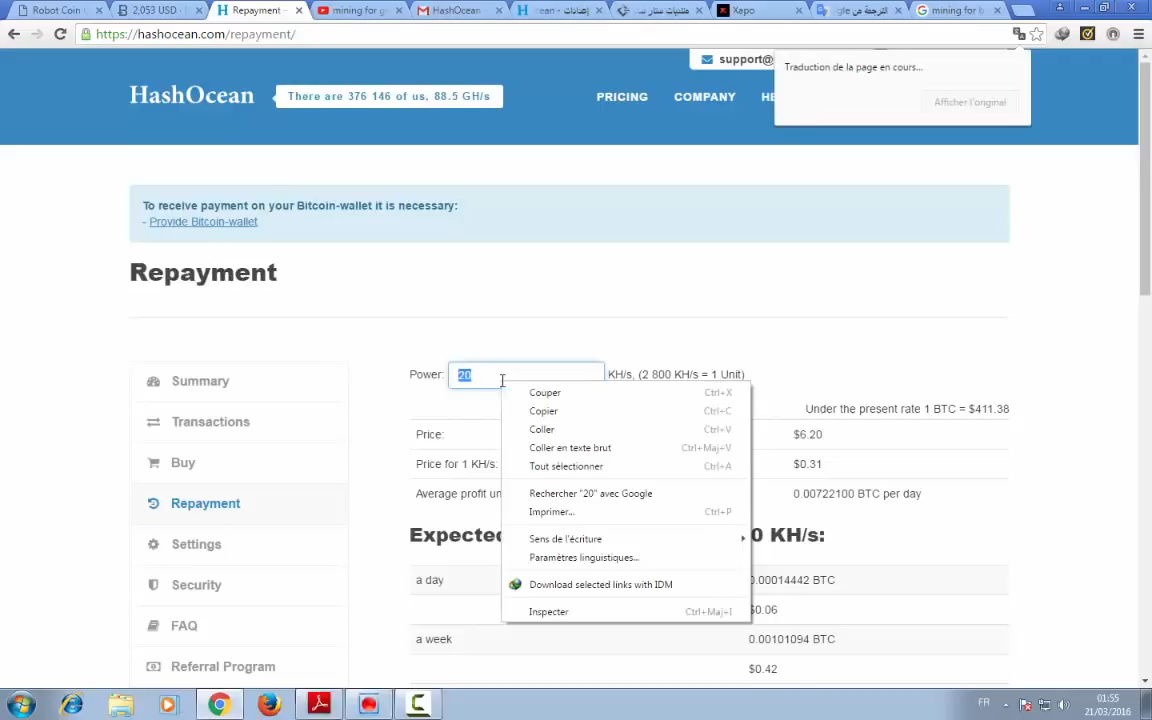 Robot Coin
2,053 USD -
Repayment -
mining for g
HashOcean
Xapo
mining for b
https://hashocean.com/repayment/
support@
Traduction de la page en cours...
Afficher l'original
HashOcean
There are 376 146 of us, 88.5 GH/s
PRICING
COMPANY
HE
To receive payment on your Bitcoin-wallet it is necessary:
- Provide Bitcoin-wallet
Repayment
Summary
Transactions
Buy
Repayment
Settings
Security
FAQ
Referral Program
Power: 20 KH/s, (2 800 KH/s = 1 Unit)
Under the present rate 1 BTC = $411.38
Price: $6.20
Price for 1 KH/s: $0.31
Average profit un 0.00722100 BTC per day
Expected 0 KH/s:
a day 0.00014442 BTC
$0.06
a week 0.00101094 BTC
$0.42
Couper Ctrl+X
Copier Ctrl+C
Coller Ctrl+V
Coller en texte brut Ctrl+Maj+V
Tout sélectionner Ctrl+A
Rechercher "20" avec Google
Imprimer... Ctrl+P
Sens de l'écriture
Paramètres linguistiques...
Download selected links with IDM
Inspecter Ctrl+Maj+I
FR
01:55
21/03/2016